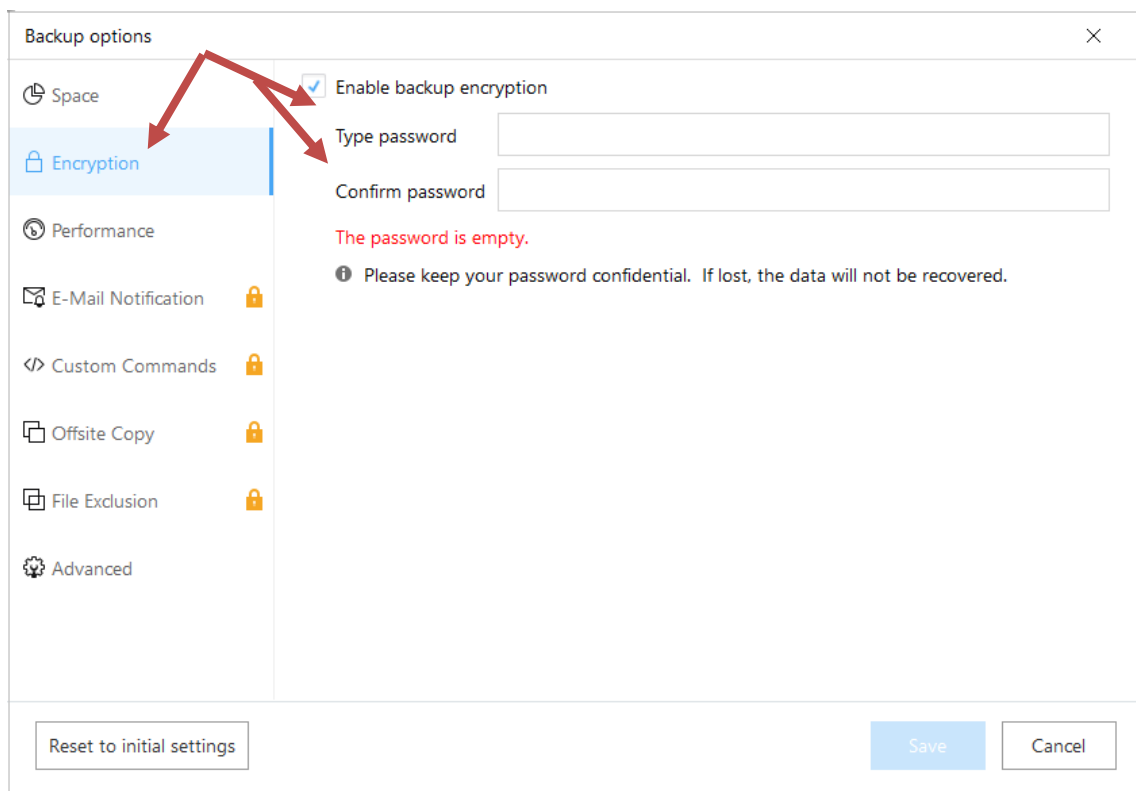 Backup options
Space
Encryption
Performance
E-Mail Notification
Custom Commands
Offsite Copy
File Exclusion
Advanced
Enable backup encryption
Type password
Confirm password
The password is empty.
Please keep your password confidential. If lost, the data will not be recovered.
Reset to initial settings
Save
Cancel